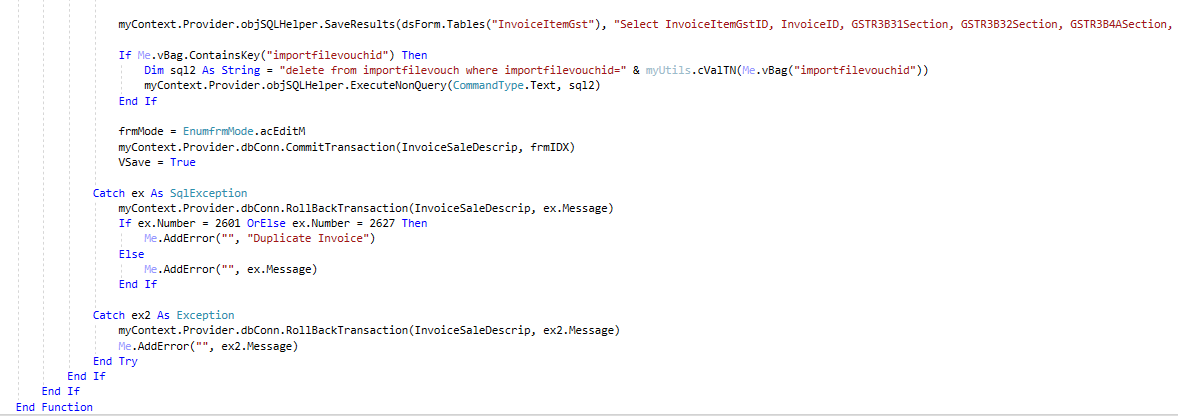 myContext.Provider.objSQLHelper.SaveResults(dsForm.Tables("InvoiceItemGst"), "Select InvoiceItemGstID, InvoiceID, GSTR3B31Section, GSTR3B32Section, GSTR3B4ASection,
If Me.vBag.ContainsKey("importfilevouchid") Then
Dim sql2 As String = "delete from importfilevouch where importfilevouchid=" & myUtils.cValTN(Me.vBag("importfilevouchid"))
myContext.Provider.objSQLHelper.ExecuteNonQuery(CommandType.Text, sql2)
End If
frmMode = EnumfrmMode.acEditM
myContext.Provider.dbConn.CommitTransaction(InvoiceSaleDescrip, frmIDX)
VSave = True
Catch ex As SqlException
myContext.Provider.dbConn.RollBackTransaction(InvoiceSaleDescrip, ex.Message)
If ex.Number = 2601 OrElse ex.Number = 2627 Then
Me.AddError("", "Duplicate Invoice")
Else
Me.AddError("", ex.Message)
End If
Catch ex2 As Exception
myContext.Provider.dbConn.RollBackTransaction(InvoiceSaleDescrip, ex2.Message)
Me.AddError("", ex2.Message)
End Try
End If
End If
End Function